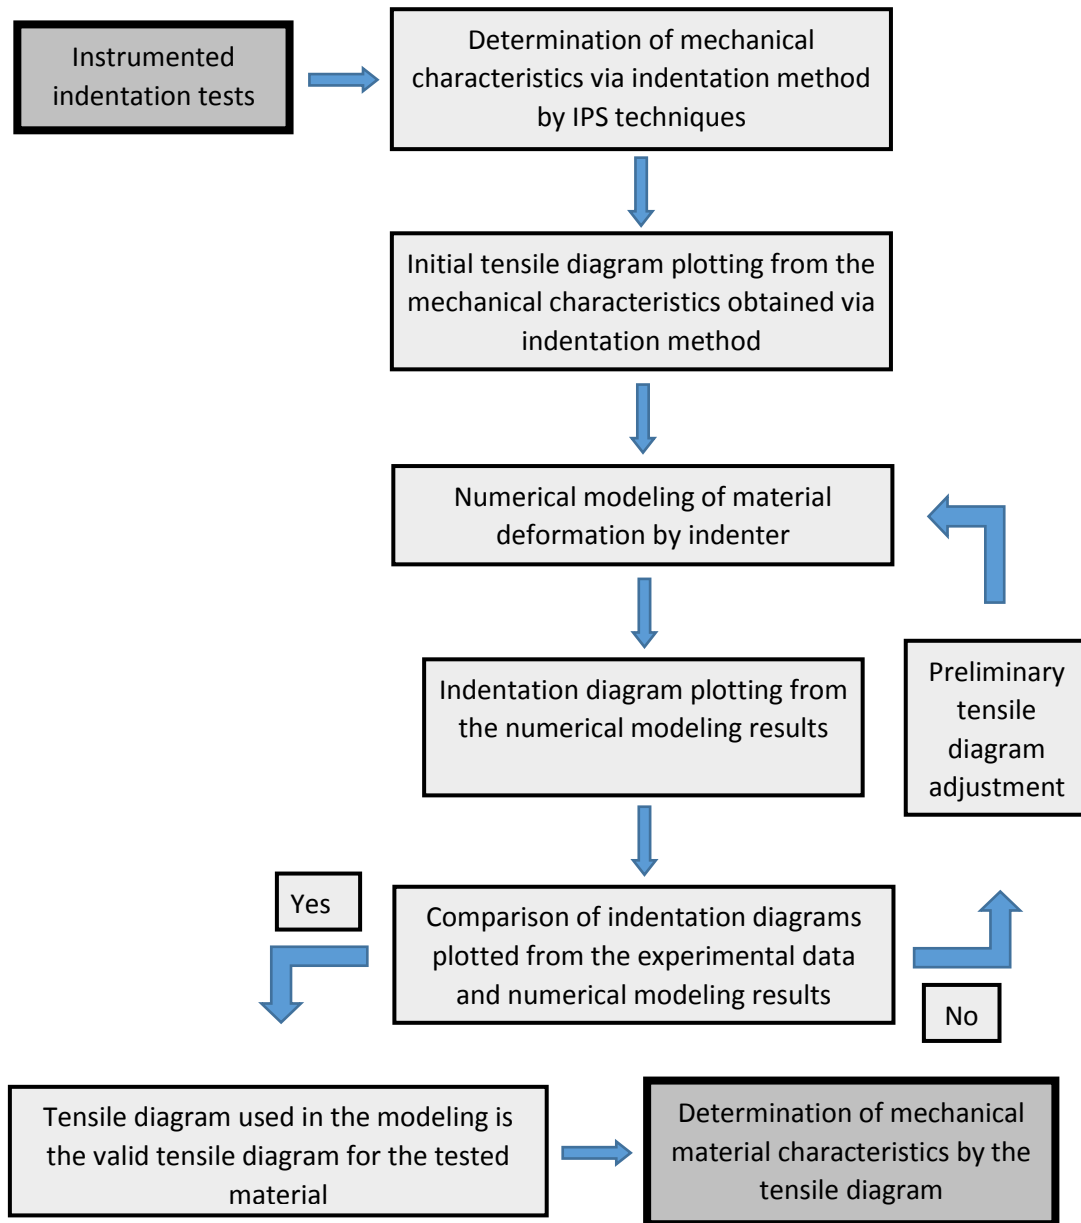 Instrumented
indentation tests
Determination of mechanical
characteristics via indentation method
by IPS techniques
Initial tensile diagram plotting from the
mechanical characteristics obtained via
indentation method
Numerical modeling of material
deformation by indenter
Indentation diagram plotting from
the numerical modeling results
Preliminary
tensile
diagram
adjustment
Yes
Comparison of indentation diagrams
plotted from the experimental data
and numerical modeling results
No
Tensile diagram used in the modeling is
the valid tensile diagram for the tested
material
Determination of mechanical
material characteristics by the
tensile diagram